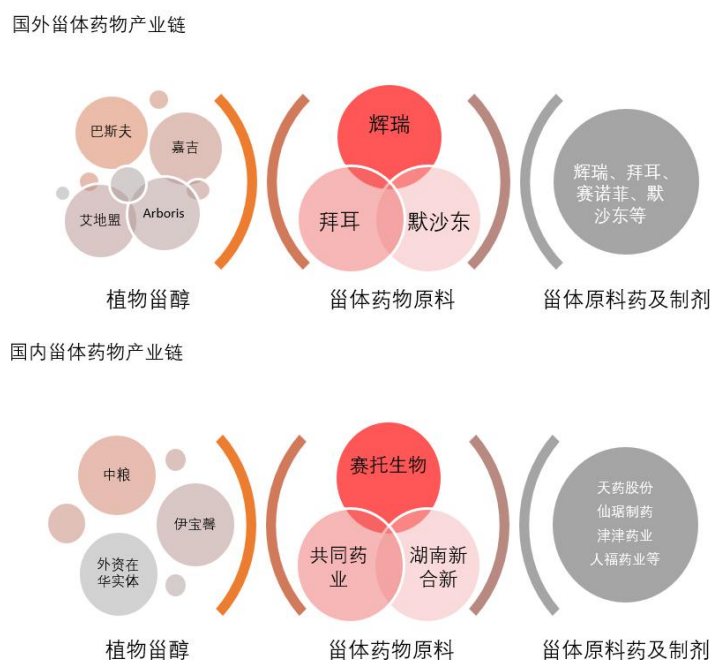 国外甾体药物产业链
巴斯夫
嘉吉
艾地盟
Arboris
辉瑞
拜耳
默沙东
辉瑞、拜耳、
赛诺菲、默
沙东等
植物甾醇
甾体药物原料
甾体原料药及制剂
国内甾体药物产业链
中粮
伊宝馨
外资在
华实体
赛托生物
共同药
业
湖南新
合新
天药股份
仙琚制药
津津药业
人福药业等
植物甾醇
甾体药物原料
甾体原料药及制剂